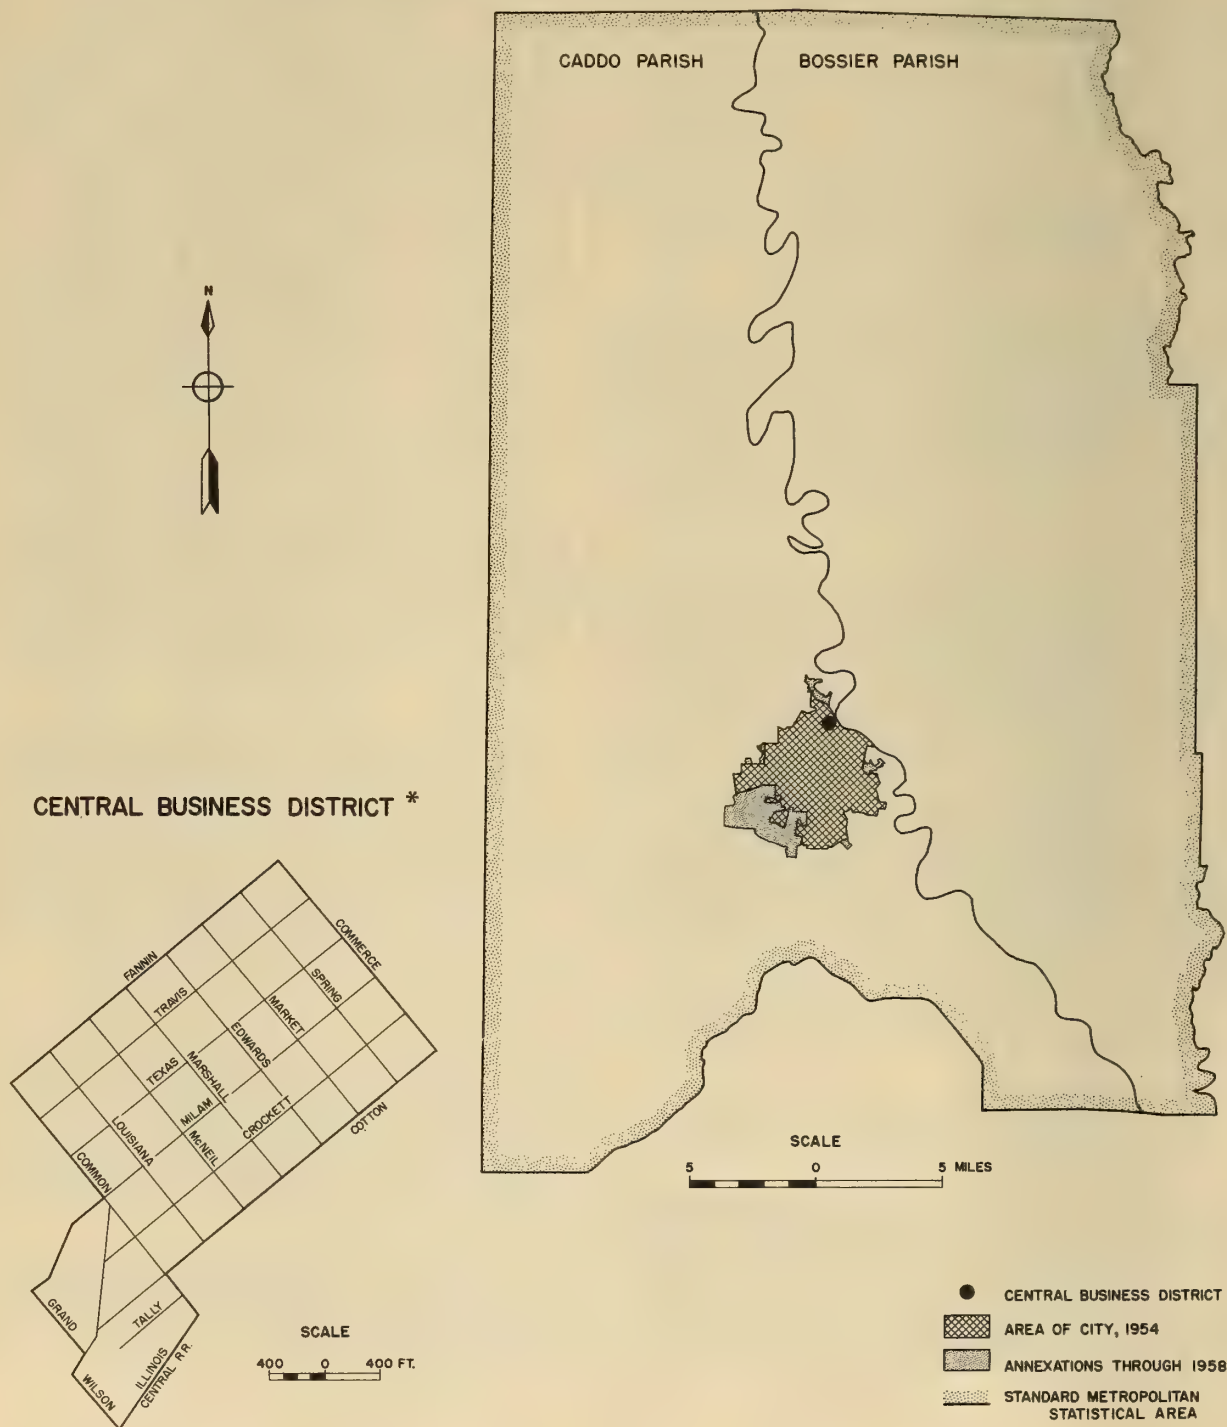 CADDO PARISH
BOSSIER PARISH
N
CENTRAL BUSINESS DISTRICT *
FANNIN
COMMERCE
TRAVIS
SPRING
MARKET
EDWARDS
TEXAS
MARSHALL
MILAM
CROCKETT
COTTON
LOUISIANA
McNEIL
COMMON
GRAND
TALLY
WILSON
ILLINOIS
CENTRAL R.R.
SCALE
400 0 400 FT.
SCALE
5 0 5 MILES
CENTRAL BUSINESS DISTRICT
AREA OF CITY, 1954
ANNEXATIONS THROUGH 1958
STANDARD METROPOLITAN
STATISTICAL AREA